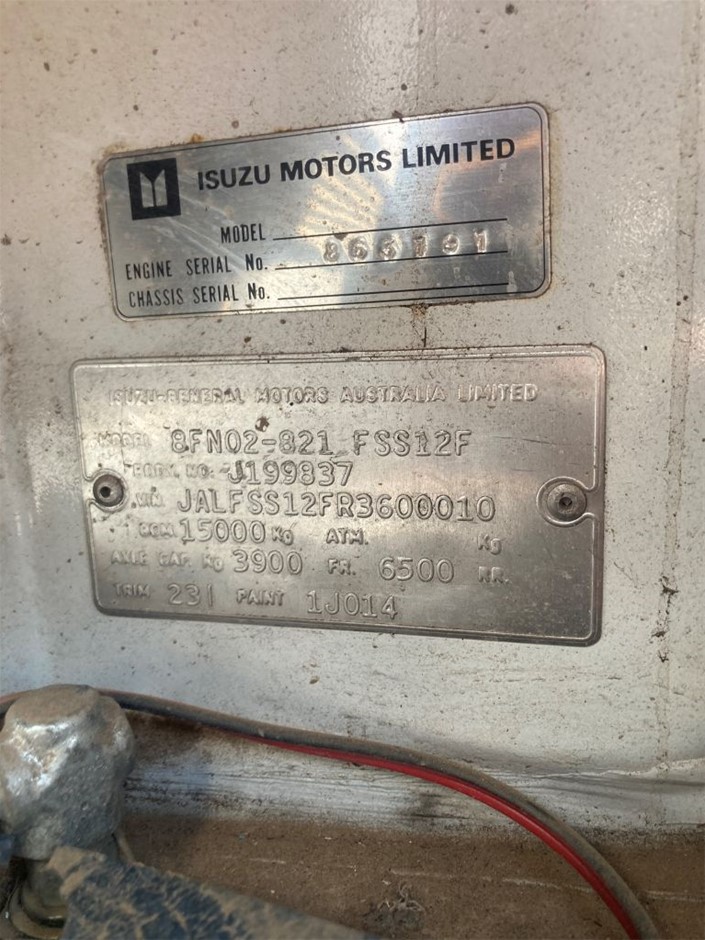 ISUZU MOTORS LIMITED
MODEL
ENGINE SERIAL No. 866191
CHASSIS SERIAL No.
ISUZU-GENERAL MOTORS AUSTRALIA LIMITED
MODEL 8FN02-821 FSS12F
BODY. NO: J199837
VIN. JALFSS12FR3600010
GCM 15000 KG ATM. Kg
AXLE CAP. KG 3900 FR. 6500 RR.
TRIM 231 PAINT 1J014